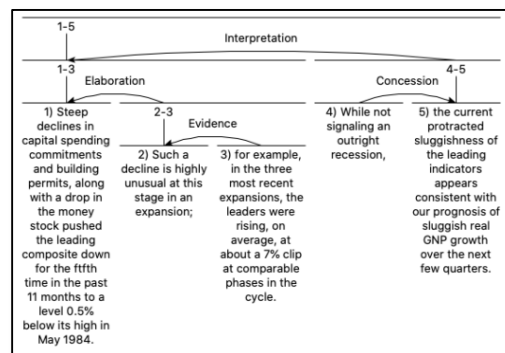 1-5
Interpretation
1-3
4-5
Elaboration
Concession
1) Steep
declines in
capital spending
commitments
and building
permits, along
with a drop in
the money
stock pushed
the leading
composite down
for the ftfth
time in the past
11 months to a
level 0.5%
below its high in
May 1984.
2-3
Evidence
2) Such a
decline is highly
unusual at this
stage in an
expansion;
3) for example,
in the three
most recent
expansions, the
leaders were
rising, on
average, at
about a 7% clip
at comparable
phases in the
cycle.
4) While not
signaling an
outright
recession,
5) the current
protracted
sluggishness of
the leading
indicators
appears
consistent with
our prognosis of
sluggish real
GNP growth
over the next
few quarters.